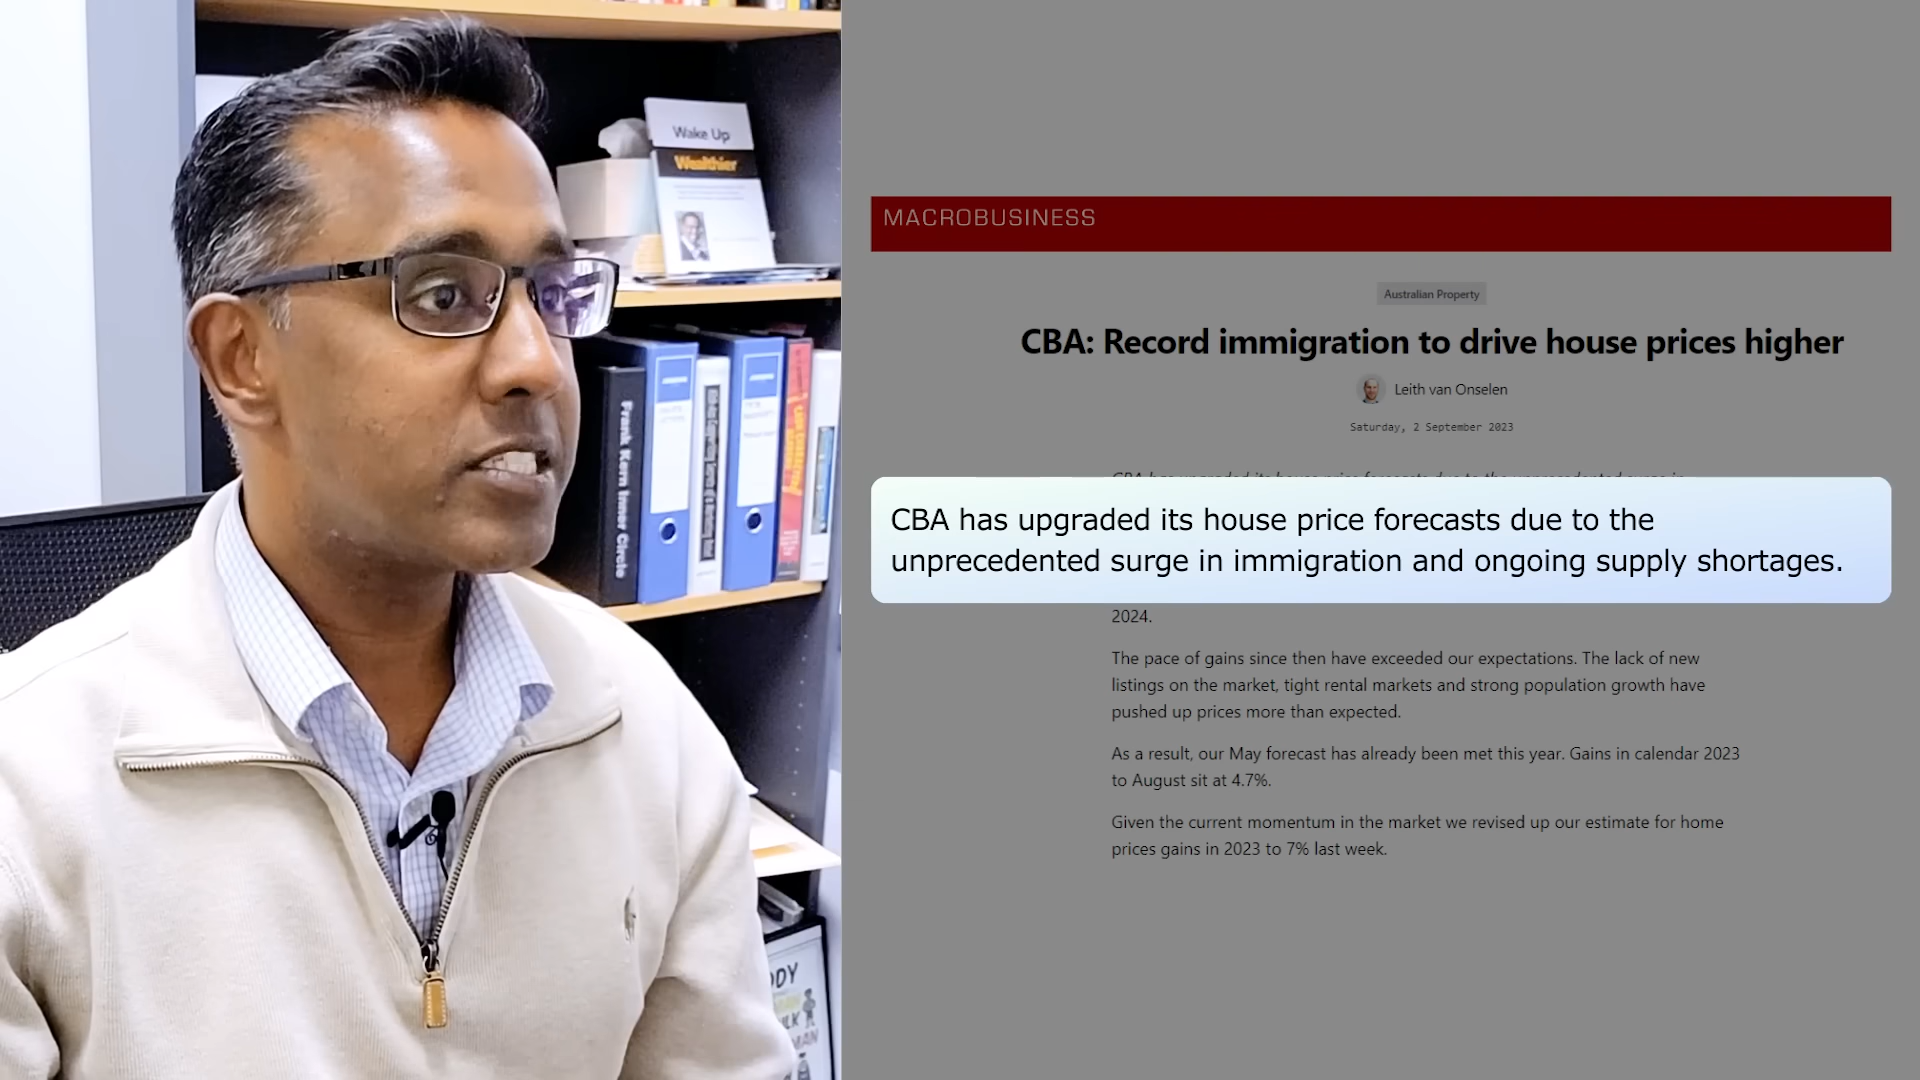 Wake Up
Wealthier
Frank Kern Inner Circle
MACROBUSINESS
Australian Property
CBA: Record immigration to drive house prices higher
Leith van Onselen
Saturday, 2 September 2023
CBA has upgraded its house price forecasts due to the
unprecedented surge in immigration and ongoing supply shortages.
2024.
The pace of gains since then have exceeded our expectations. The lack of new
listings on the market, tight rental markets and strong population growth have
pushed up prices more than expected.
As a result, our May forecast has already been met this year. Gains in calendar 2023
to August sit at 4.7%.
Given the current momentum in the market we revised up our estimate for home
prices gains in 2023 to 7% last week.